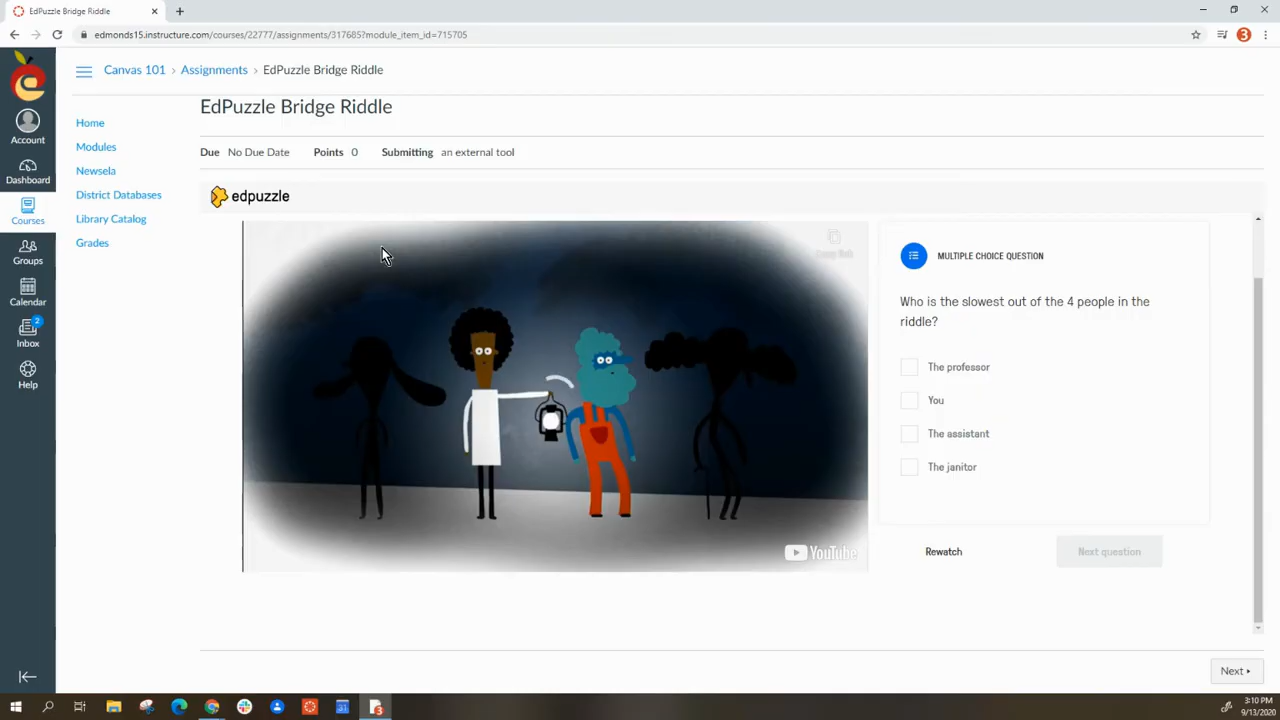 EdPuzzle Bridge Riddle
edmonds15.instructure.com/courses/22777/assignments/317685?module_item_id=715705
3
Canvas 101 › Assignments › EdPuzzle Bridge Riddle
Account
Dashboard
Courses
Groups
Calendar
2
Inbox
Help
Home
Modules
Newsela
District Databases
Library Catalog
Grades
EdPuzzle Bridge Riddle
Due No Due Date Points 0 Submitting an external tool
edpuzzle
YouTube
MULTIPLE CHOICE QUESTION
Who is the slowest out of the 4 people in the
riddle?
The professor
You
The assistant
The janitor
Rewatch
Next question
Next
3
3:10 PM
9/13/2020